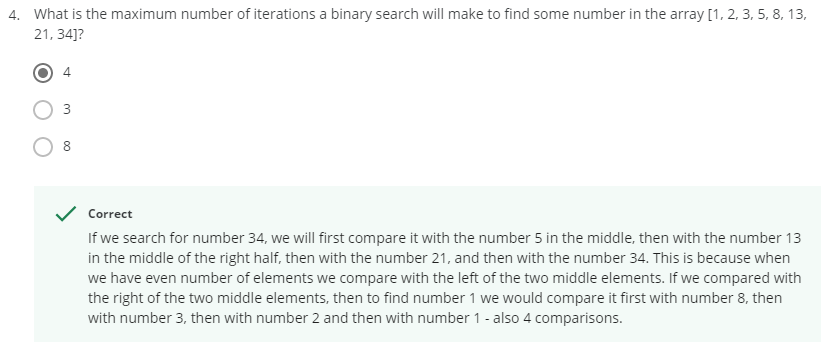 4. What is the maximum number of iterations a binary search will make to find some number in the array [1, 2, 3, 5, 8, 13,
21, 34]?
4
3
8
Correct
If we search for number 34, we will first compare it with the number 5 in the middle, then with the number 13
in the middle of the right half, then with the number 21, and then with the number 34. This is because when
we have even number of elements we compare with the left of the two middle elements. If we compared with
the right of the two middle elements, then to find number 1 we would compare it first with number 8, then
with number 3, then with number 2 and then with number 1 - also 4 comparisons.